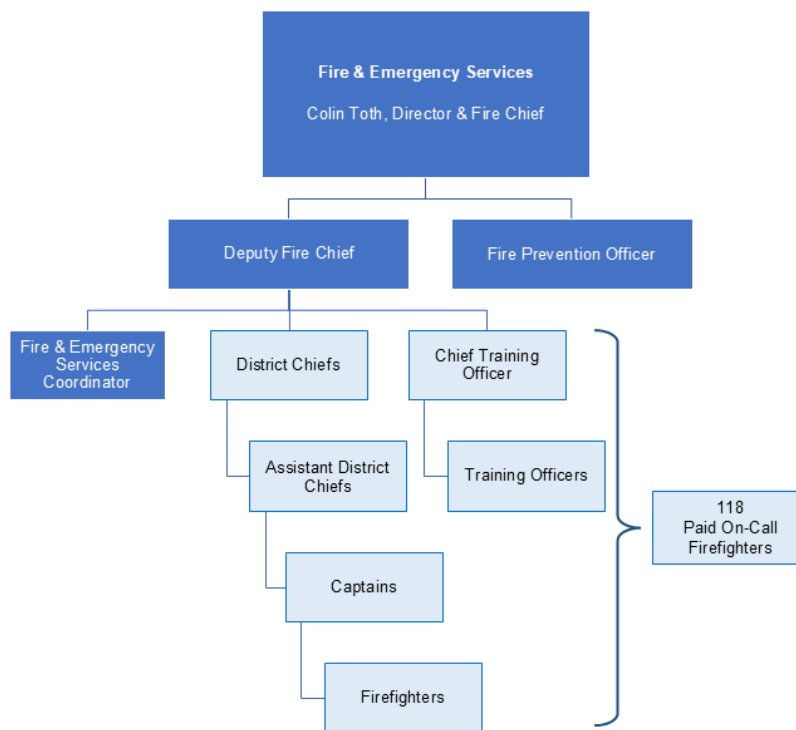 Fire & Emergency Services
Colin Toth, Director & Fire Chief
Deputy Fire Chief
Fire Prevention Officer
Fire & Emergency
Services
Coordinator
District Chiefs
Chief Training
Officer
Assistant District
Chiefs
Training Officers
118
Paid On-Call
Firefighters
Captains
Firefighters